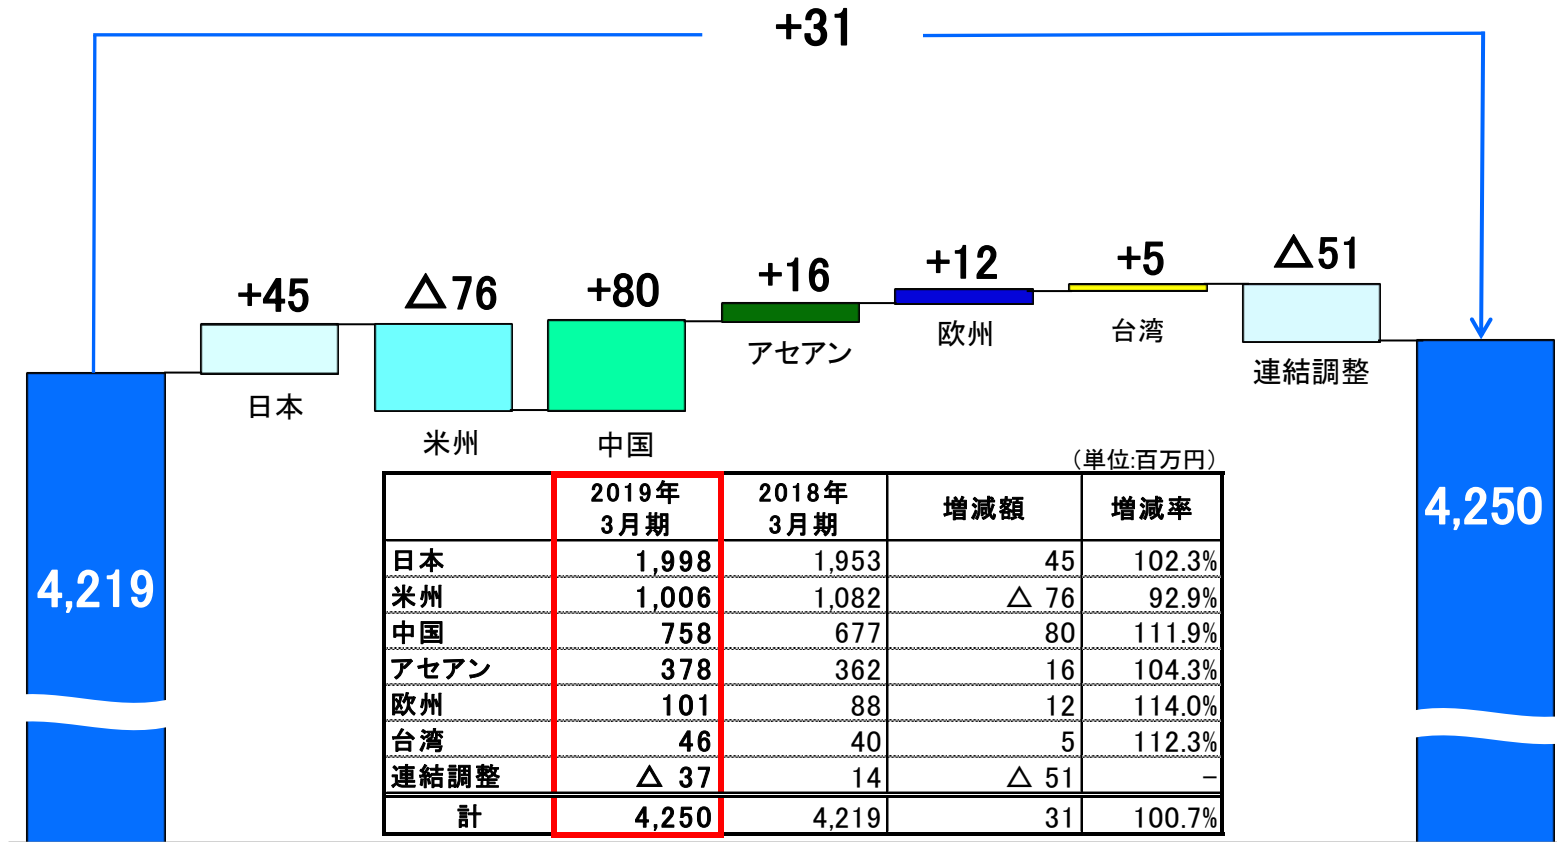 +31
+45
△76
+80
+16
+12
+5
△51
日本
米州
中国
アセアン
欧州
台湾
連結調整
4,219
4,250
（単位:百万円）
2019年
3月期
2018年
3月期
増減額
増減率
日本 1,998 1,953 45 102.3%
米州 1,006 1,082 △ 76 92.9%
中国 758 677 80 111.9%
アセアン 378 362 16 104.3%
欧州 101 88 12 114.0%
台湾 46 40 5 112.3%
連結調整 △ 37 14 △ 51 －
計 4,250 4,219 31 100.7%